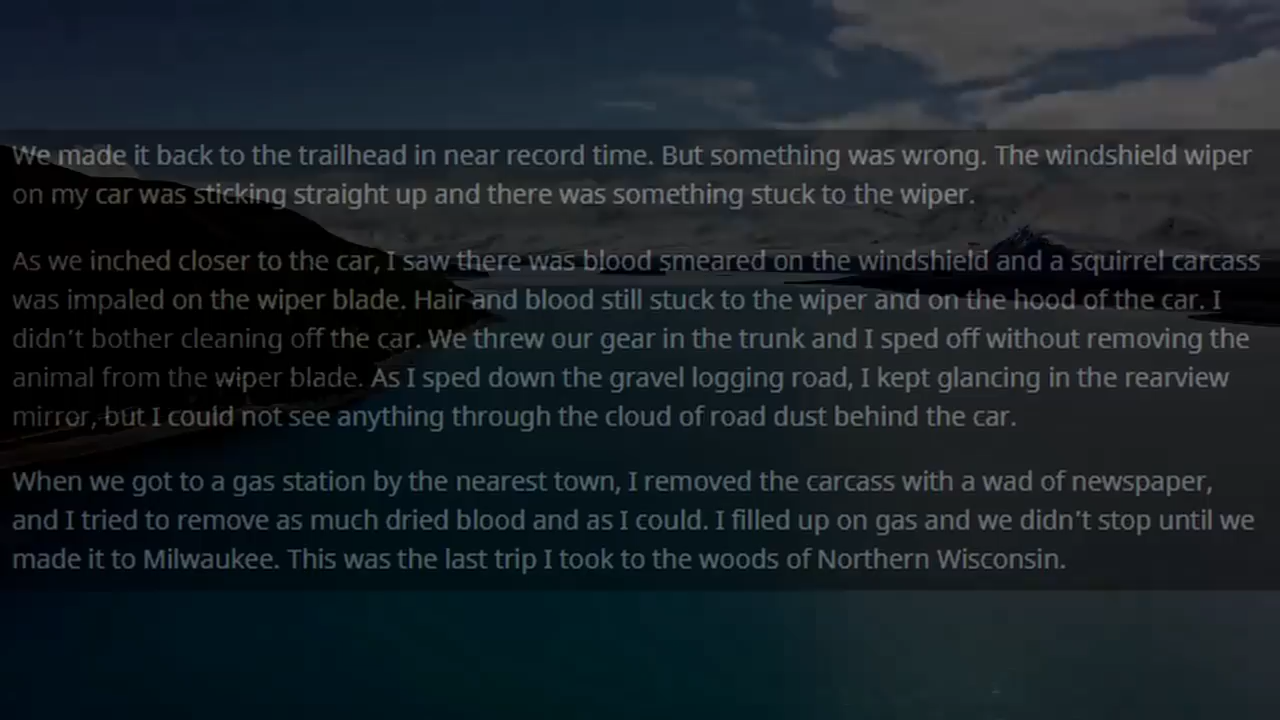 We made it back to the trailhead in near record time. But something was wrong. The windshield wiper
on my car was sticking straight up and there was something stuck to the wiper.
As we inched closer to the car, I saw there was blood smeared on the windshield and a squirrel carcass
was impaled on the wiper blade. Hair and blood still stuck to the wiper and on the hood of the car. I
didn't bother cleaning off the car. We threw our gear in the trunk and I sped off without removing the
animal from the wiper blade. As I sped down the gravel logging road, I kept glancing in the rearview
mirror, but I could not see anything through the cloud of road dust behind the car.
When we got to a gas station by the nearest town, I removed the carcass with a wad of newspaper,
and I tried to remove as much dried blood and as I could. I filled up on gas and we didn't stop until we
made it to Milwaukee. This was the last trip I took to the woods of Northern Wisconsin.